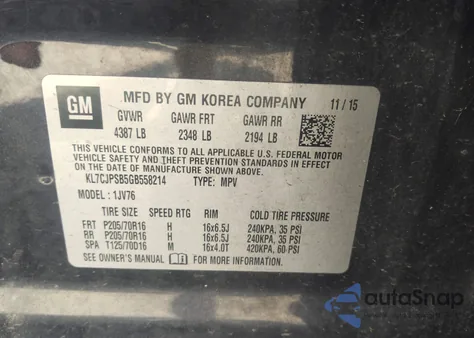 GM
MFD BY GM KOREA COMPANY 11/15
GVWR GAWR FRT GAWR RR
4387 LB 2348 LB 2194 LB
THIS VEHICLE CONFORMS TO ALL APPLICABLE U.S. FEDERAL MOTOR
VEHICLE SAFETY, BUMPER, AND THEFT PREVENTION STANDARDS IN EFFECT ON THE
DATE OF MANUFACTURE SHOWN ABOVE.
KL7CJPSB5GB558214 TYPE: MPV
MODEL: 1JV76
TIRE SIZE SPEED RTG RIM COLD TIRE PRESSURE
FRT P205/70R16 H 16x6.5J 240KPA, 35 PSI
RR P205/70R16 H 16x6.5J 240KPA, 35 PSI
SPA T125/70D16 M 16x4.0T 420KPA, 60 PSI
SEE OWNER'S MANUAL FOR MORE INFORMATION
autoSnap